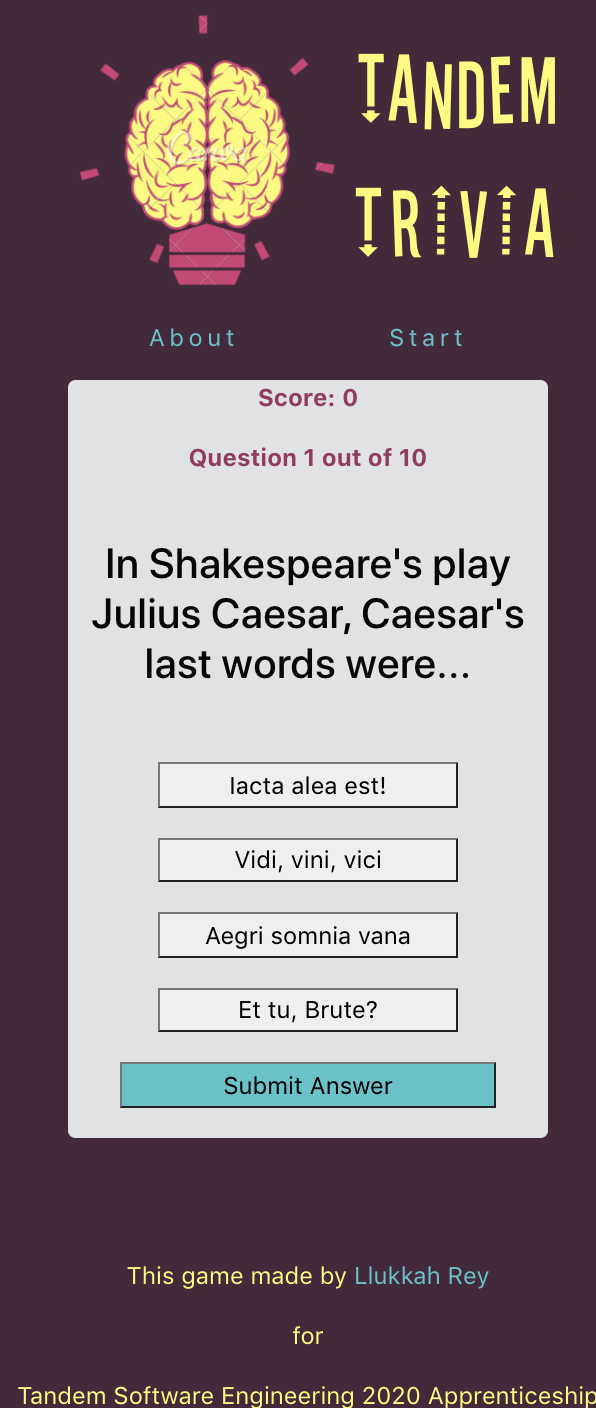 TANDEM
TRIVIA
About Start
Score: 0
Question 1 out of 10
In Shakespeare's play
Julius Caesar, Caesar's
last words were...
Iacta alea est!
Vidi, vini, vici
Aegri somnia vana
Et tu, Brute?
Submit Answer
This game made by Llukkah Rey
for
Tandem Software Engineering 2020 Apprenticeship